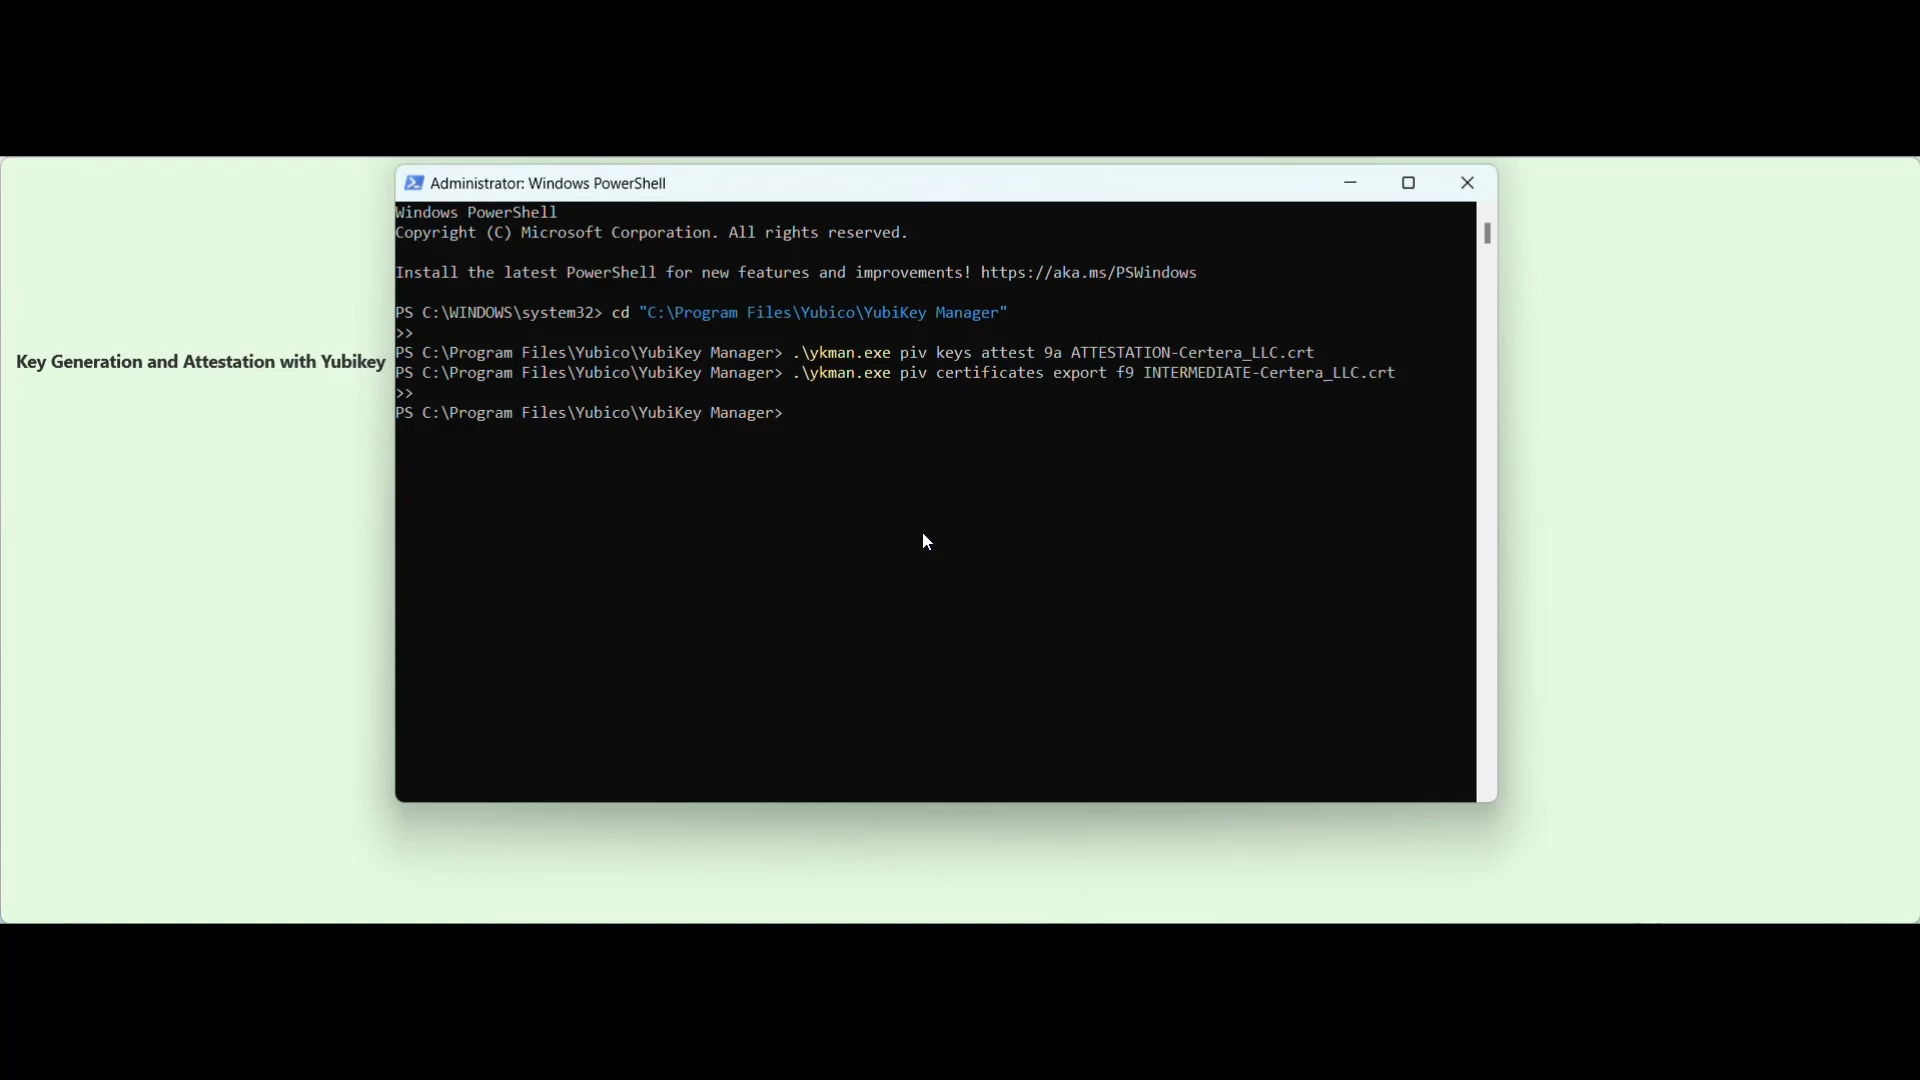 Administrator: Windows PowerShell
Windows PowerShell
Copyright (C) Microsoft Corporation. All rights reserved.
Install the latest PowerShell for new features and improvements! https://aka.ms/PSWindows
PS C:\WINDOWS\system32> cd "C:\Program Files\Yubico\YubiKey Manager"
>>
PS C:\Program Files\Yubico\YubiKey Manager> .\ykman.exe piv keys attest 9a ATTESTATION-Certera_LLC.crt
PS C:\Program Files\Yubico\YubiKey Manager> .\ykman.exe piv certificates export f9 INTERMEDIATE-Certera_LLC.crt
>>
PS C:\Program Files\Yubico\YubiKey Manager>
Key Generation and Attestation with Yubikey